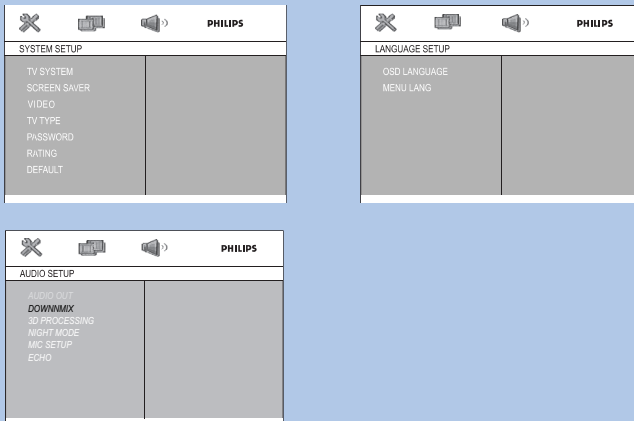 PHILIPS
SYSTEM SETUP
TV SYSTEM
SCREEN SAVER
VIDEO
TV TYPE
PASSWORD
RATING
DEFAULT
PHILIPS
LANGUAGE SETUP
OSD LANGUAGE
MENU LANG
PHILIPS
AUDIO SETUP
AUDIO OUT
DOWNNMIX
3D PROCESSING
NIGHT MODE
MIC SETUP
ECHO